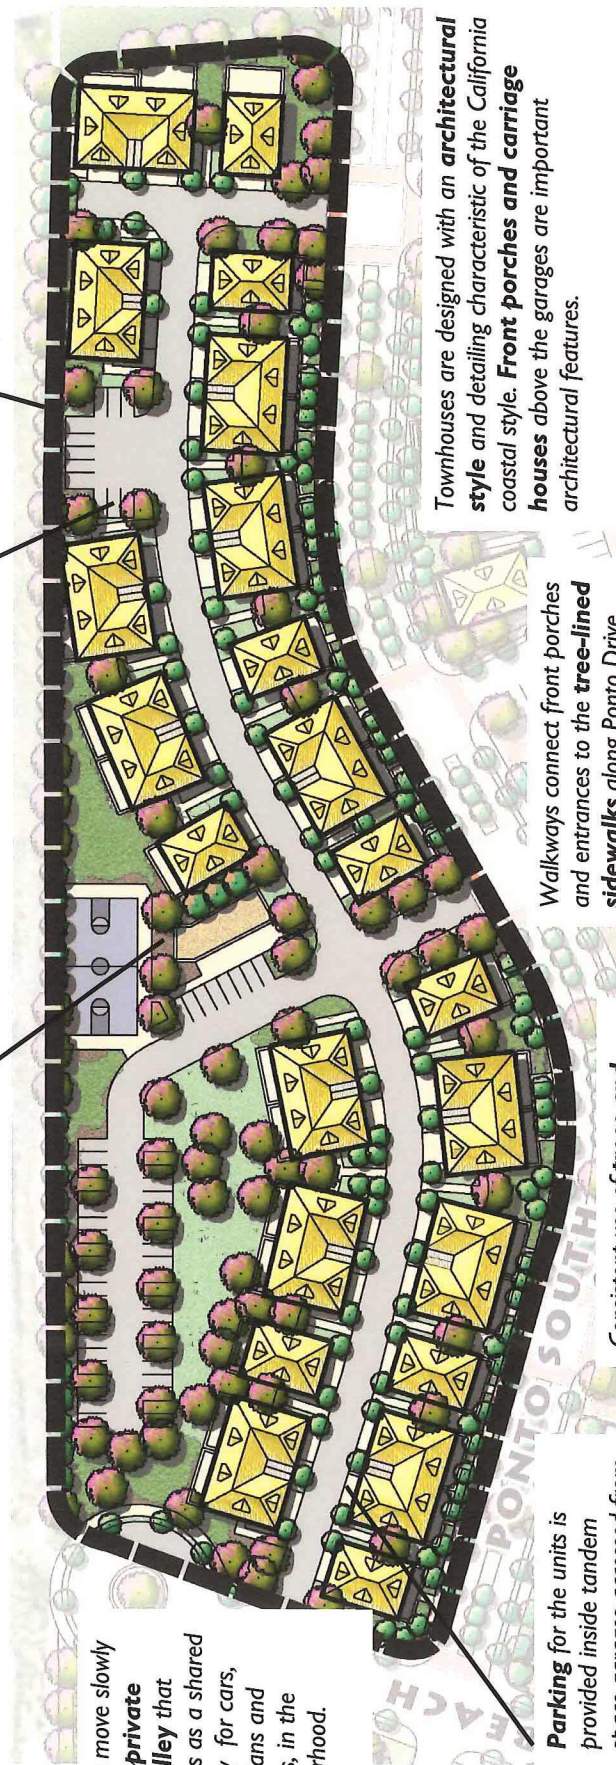 Townhouses are designed with an architectural
style and detailing characteristic of the California
coastal style. Front porches and carriage
houses above the garages are important
architectural features.
Walkways connect front porches
and entrances to the tree-lined
sidewalks along Ponto Drive
PONTO SOUTH
Parking for the units is
provided inside tandem
BEACH
move slowly
private
lley that
s as a shared
y for cars,
ans and
s, in the
rhood.